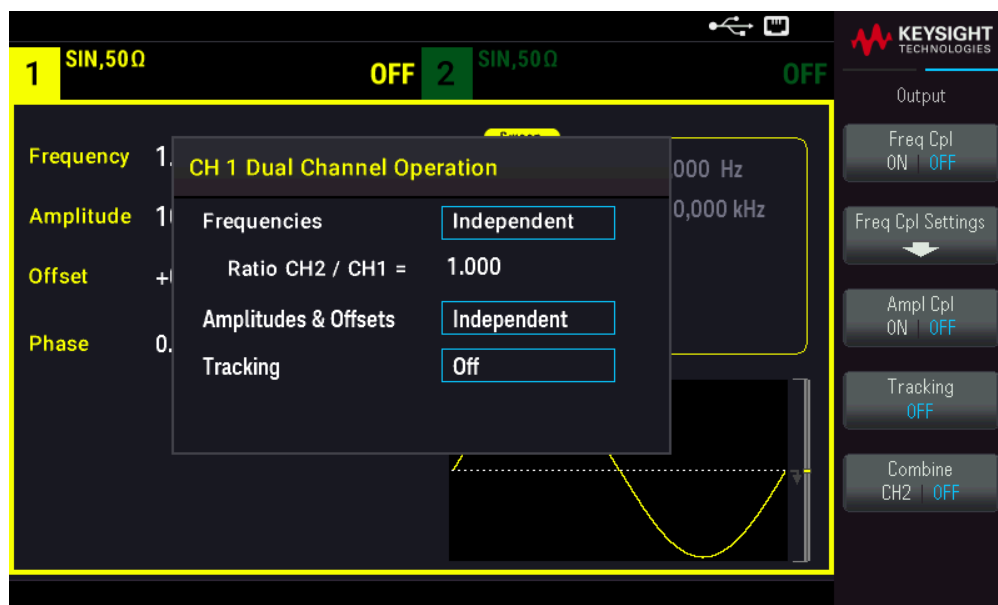 KEYSIGHT
TECHNOLOGIES
1 SIN,50Ω OFF
2 SIN,50Ω OFF
Output
Frequency 1.
Amplitude
Offset
Phase 0.
000 Hz
0,000 kHz
CH 1 Dual Channel Operation
Frequencies Independent
Ratio CH2 / CH1 = 1.000
Amplitudes & Offsets Independent
Tracking Off
Freq Cpl
ON | OFF
Freq Cpl Settings
Ampl Cpl
ON | OFF
Tracking
OFF
Combine
CH2 | OFF